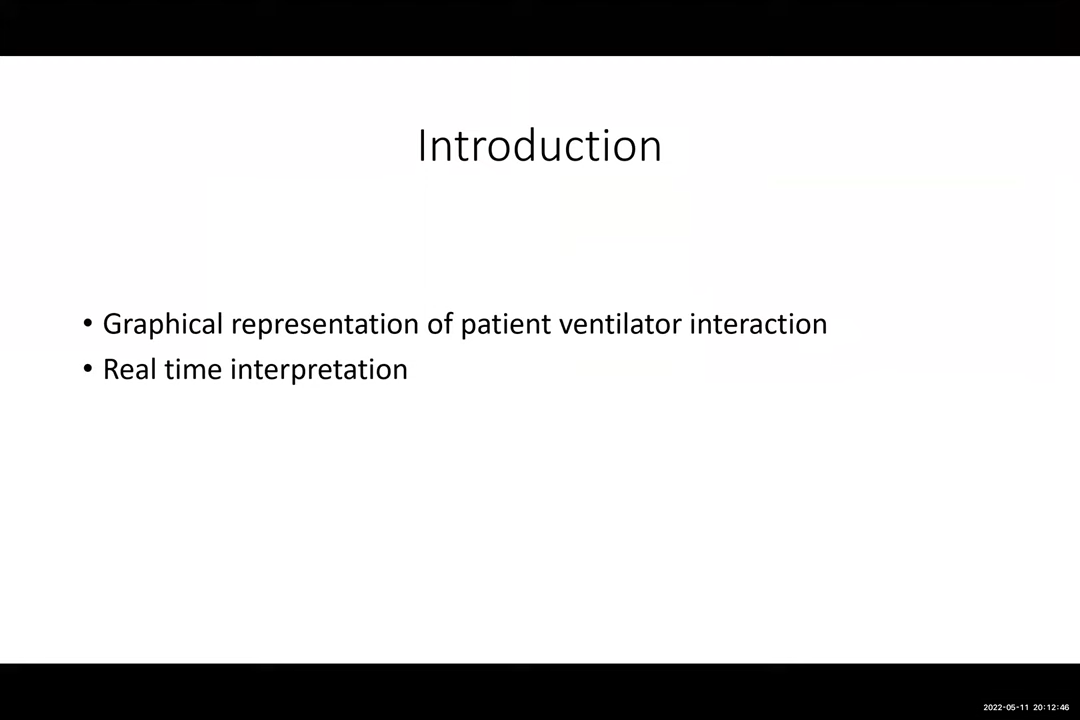 Introduction
• Graphical representation of patient ventilator interaction
• Real time interpretation
2022-05-11 20:12:46